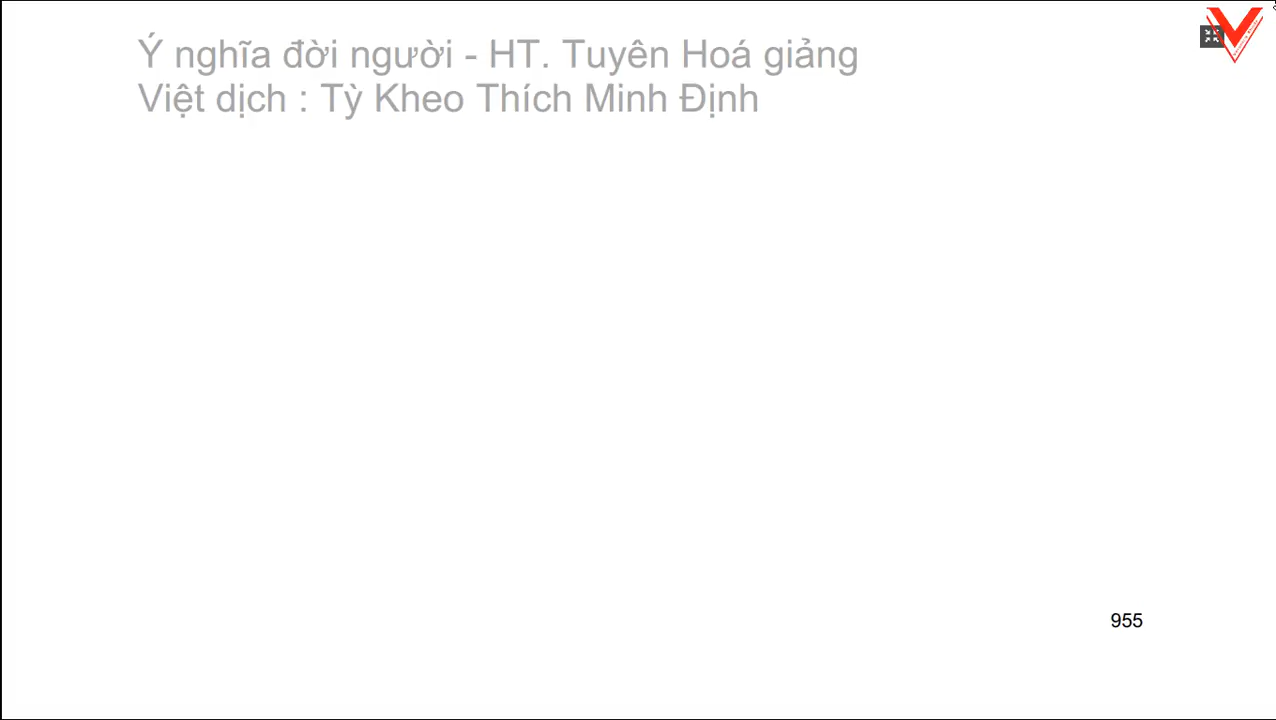 Ý nghĩa đời người - HT. Tuyên Hoá giảng
Việt dịch : Tỳ Kheo Thích Minh Định
955